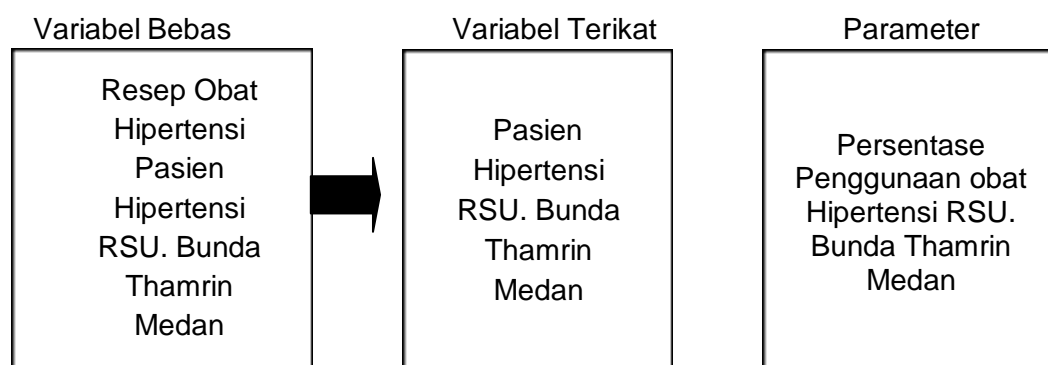 Variabel Bebas
Resep Obat
Hipertensi
Pasien
Hipertensi
RSU. Bunda
Thamrin
Medan
Variabel Terikat
Pasien
Hipertensi
RSU. Bunda
Thamrin
Medan
Parameter
Persentase
Penggunaan obat
Hipertensi RSU.
Bunda Thamrin
Medan